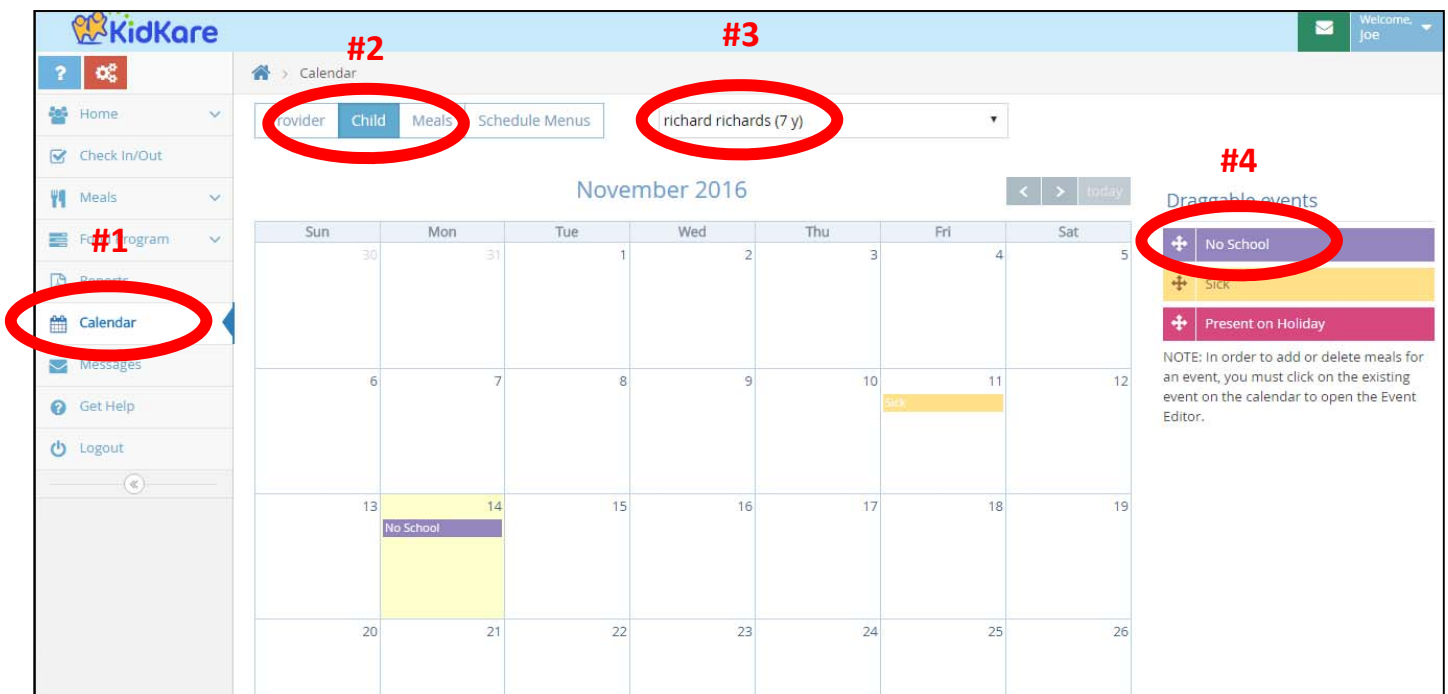 KidKare
Welcome,
Joe
#2
#3
?
> Calendar
Home
Provider Child Meals Schedule Menus
richard richards (7 y)
Check In/Out
#4
Meals
November 2016
< > today
Draggable events
#1
Food Program
Sun Mon Tue Wed Thu Fri Sat
No School
30 31 1 2 3 4 5
Reports
Sick
Calendar
Present on Holiday
Messages
NOTE: In order to add or delete meals for
an event, you must click on the existing
event on the calendar to open the Event
Editor.
6 7 8 9 10 11 12
Sick
Get Help
Logout
13 14 15 16 17 18 19
No School
20 21 22 23 24 25 26